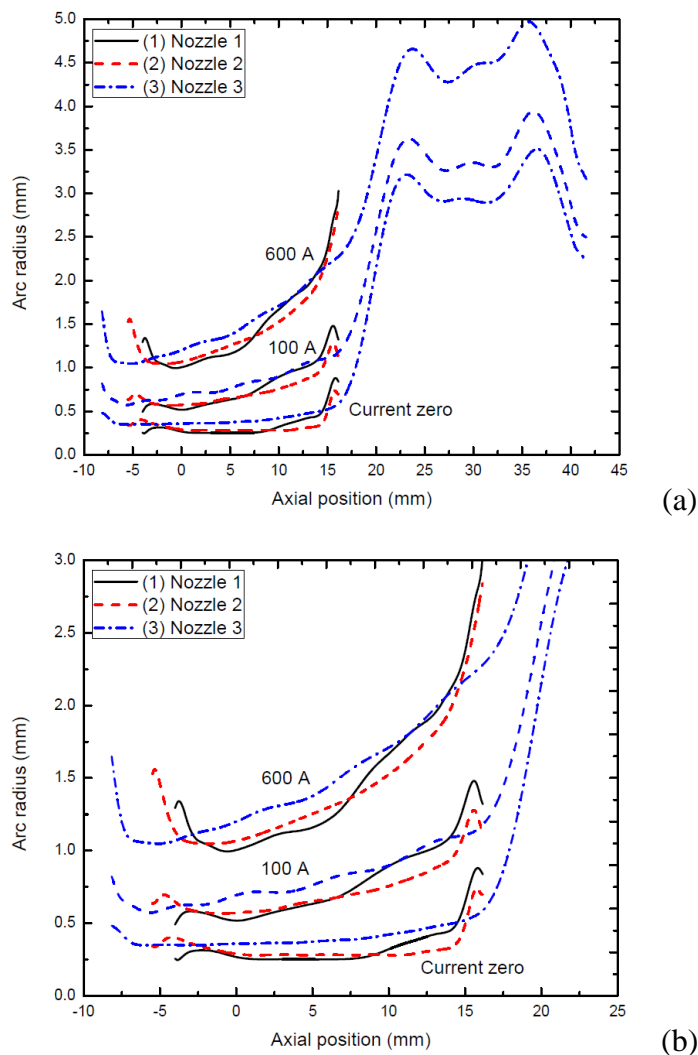 5.0
4.5
4.0
3.5
3.0
2.5
2.0
1.5
1.0
0.5
0.0
Arc radius (mm)
(1) Nozzle 1
(2) Nozzle 2
(3) Nozzle 3
600 A
100 A
Current zero
-10 -5 0 5 10 15 20 25 30 35 40 45
Axial position (mm)
(a)
3.0
2.5
2.0
1.5
1.0
0.5
0.0
Arc radius (mm)
(1) Nozzle 1
(2) Nozzle 2
(3) Nozzle 3
600 A
100 A
Current zero
-10 -5 0 5 10 15 20 25
Axial position (mm)
(b)